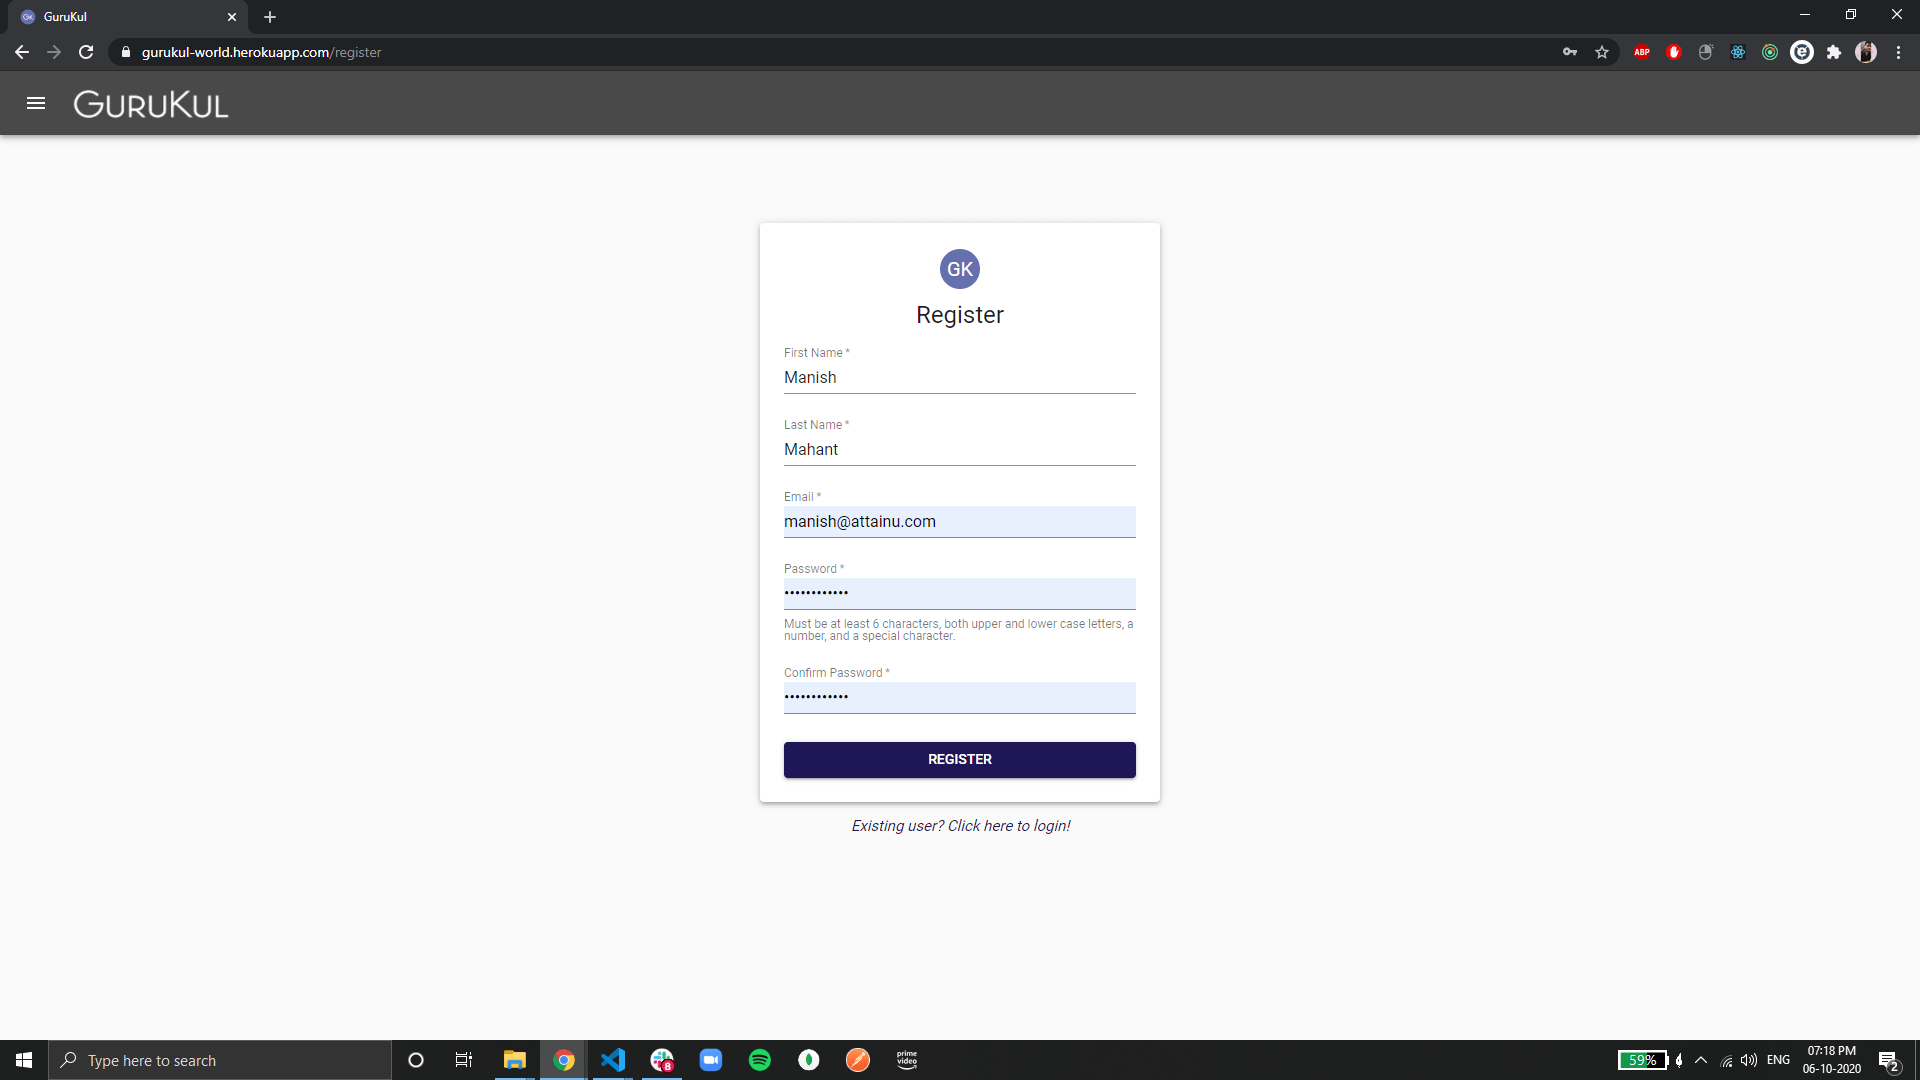 GK GuruKul
gurukul-world.herokuapp.com/register
ABP
GURUKUL
GK
Register
First Name *
Manish
Last Name *
Mahant
Email *
manish@attainu.com
Password *
••••••••••••
Must be at least 6 characters, both upper and lower case letters, a
number, and a special character.
Confirm Password *
••••••••••••
REGISTER
Existing user? Click here to login!
Type here to search
8
prime
video
59%
ENG
07:18 PM
06-10-2020
2